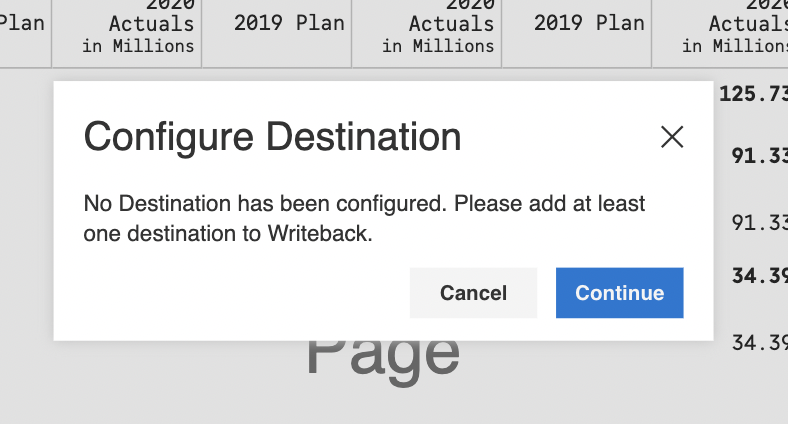 Plan
2020
Actuals
in Millions
2019 Plan
2020
Actuals
in Millions
2019 Plan
2020
Actuals
in Millions
125.73
Configure Destination
91.33
No Destination has been configured. Please add at least
one destination to Writeback.
91.33
34.39
Cancel
Continue
34.39
Page